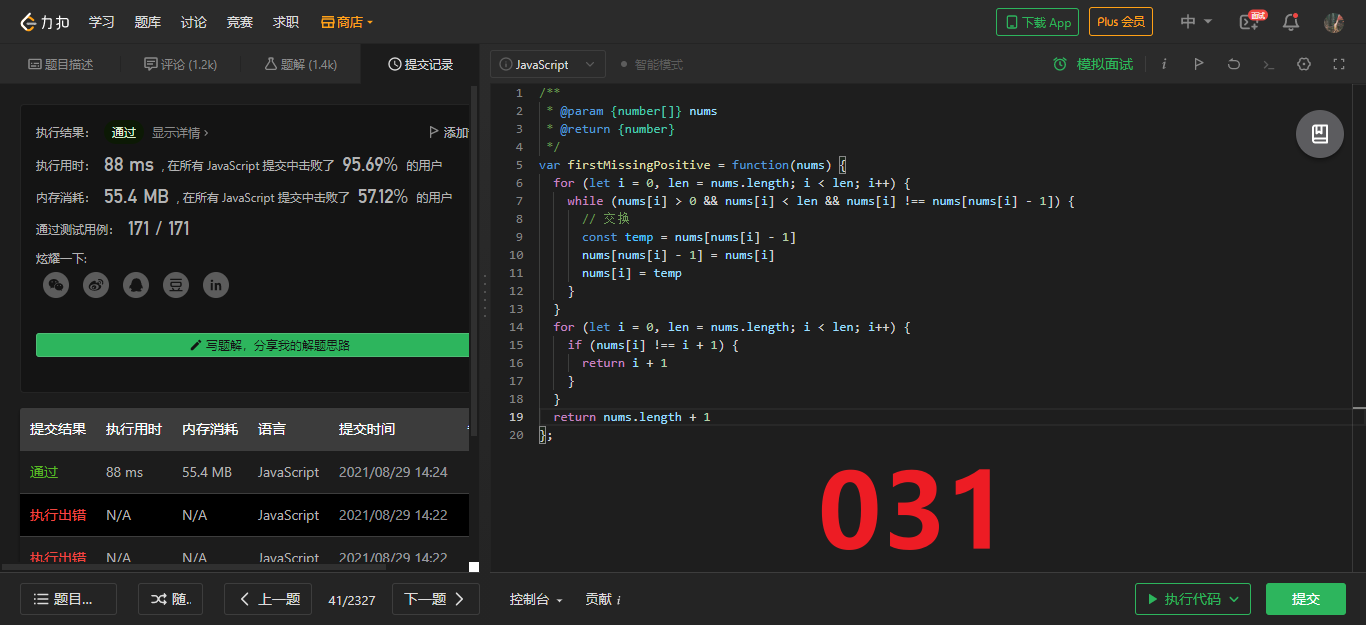 力扣 学习 题库 讨论 竞赛 求职 商店 下载 App Plus 会员 中 面试
题目描述 评论 (1.2k) 题解 (1.4k) 提交记录
执行结果： 通过 显示详情 › 添加
执行用时： 88 ms , 在所有 JavaScript 提交中击败了 95.69% 的用户
内存消耗： 55.4 MB , 在所有 JavaScript 提交中击败了 57.12% 的用户
通过测试用例： 171 / 171
炫耀一下:
写题解，分享我的解题思路
提交结果 执行用时 内存消耗 语言 提交时间
通过 88 ms 55.4 MB JavaScript 2021/08/29 14:24
执行出错 N/A N/A JavaScript 2021/08/29 14:22
执行出错 N/A N/A JavaScript 2021/08/29 14:22
JavaScript 智能模式 模拟面试
1 /**
2  * @param {number[]} nums
3  * @return {number}
4  */
5 var firstMissingPositive = function(nums) {
6   for (let i = 0, len = nums.length; i < len; i++) {
7     while (nums[i] > 0 && nums[i] < len && nums[i] !== nums[nums[i] - 1]) {
8       // 交换
9       const temp = nums[nums[i] - 1]
10       nums[nums[i] - 1] = nums[i]
11       nums[i] = temp
12     }
13   }
14   for (let i = 0, len = nums.length; i < len; i++) {
15     if (nums[i] !== i + 1) {
16       return i + 1
17     }
18   }
19   return nums.length + 1
20 };
031
题目... 随.. 上一题 41/2327 下一题 控制台 贡献 i 执行代码 提交